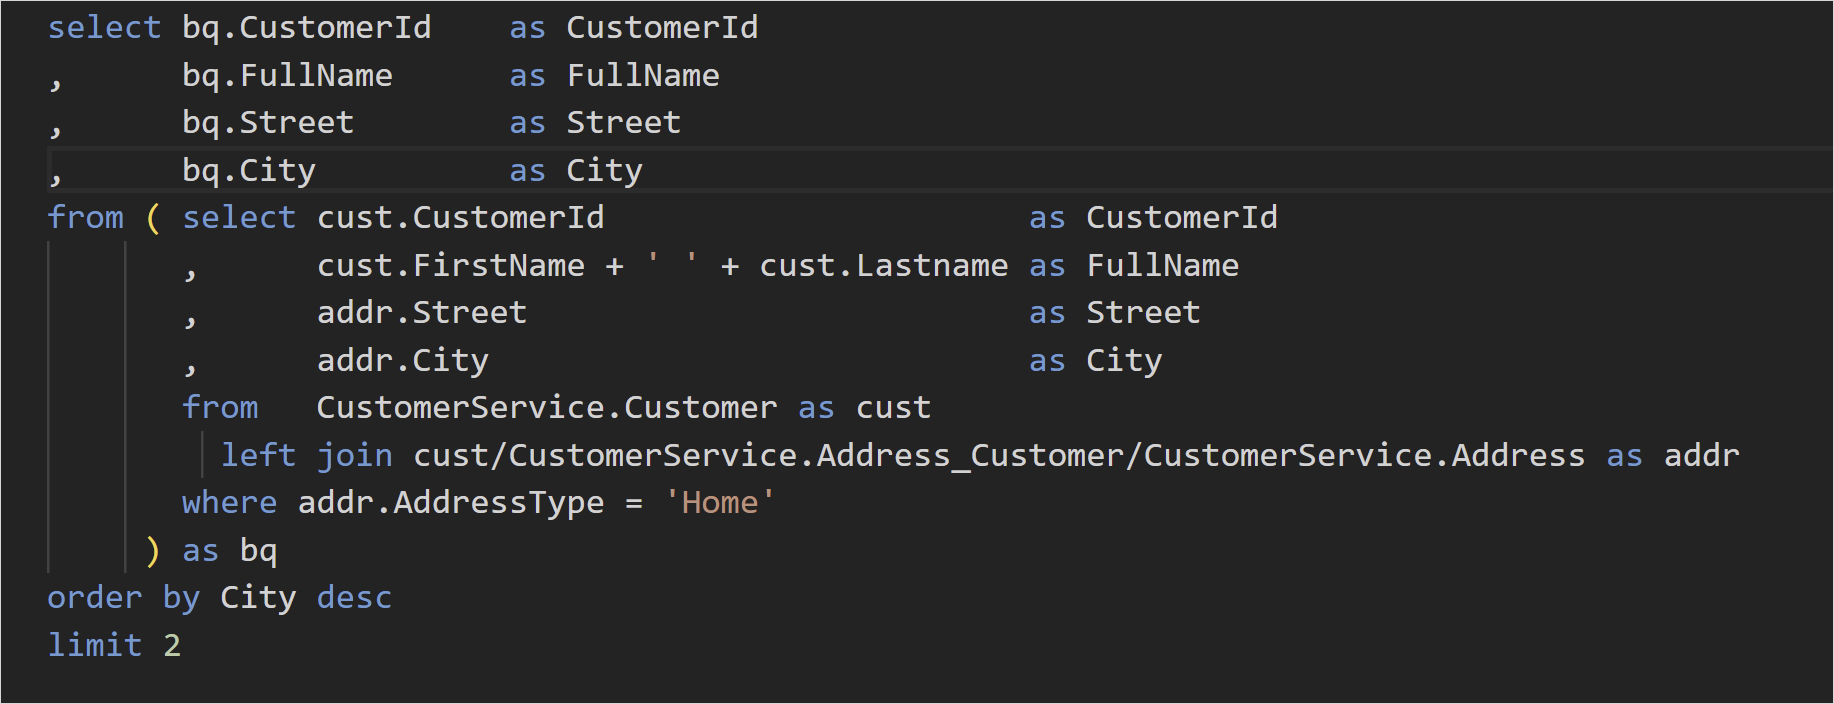 select bq.CustomerId    as CustomerId
,      bq.FullName      as FullName
,      bq.Street        as Street
,      bq.City          as City
from ( select cust.CustomerId                      as CustomerId
       ,      cust.FirstName + ' ' + cust.Lastname as FullName
       ,      addr.Street                          as Street
       ,      addr.City                            as City
       from   CustomerService.Customer as cust
         left join cust/CustomerService.Address_Customer/CustomerService.Address as addr
       where addr.AddressType = 'Home'
     ) as bq
order by City desc
limit 2